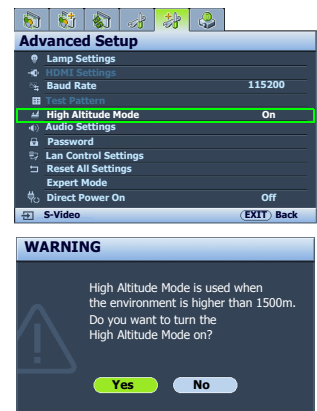 Advanced Setup
Lamp Settings
HDMI Settings
Baud Rate 115200
Test Pattern
High Altitude Mode On
Audio Settings
Password
Lan Control Settings
Reset All Settings
Expert Mode
Direct Power On Off
S-Video EXIT Back
WARNING
High Altitude Mode is used when
the environment is higher than 1500m.
Do you want to turn the
High Altitude Mode on?
Yes No